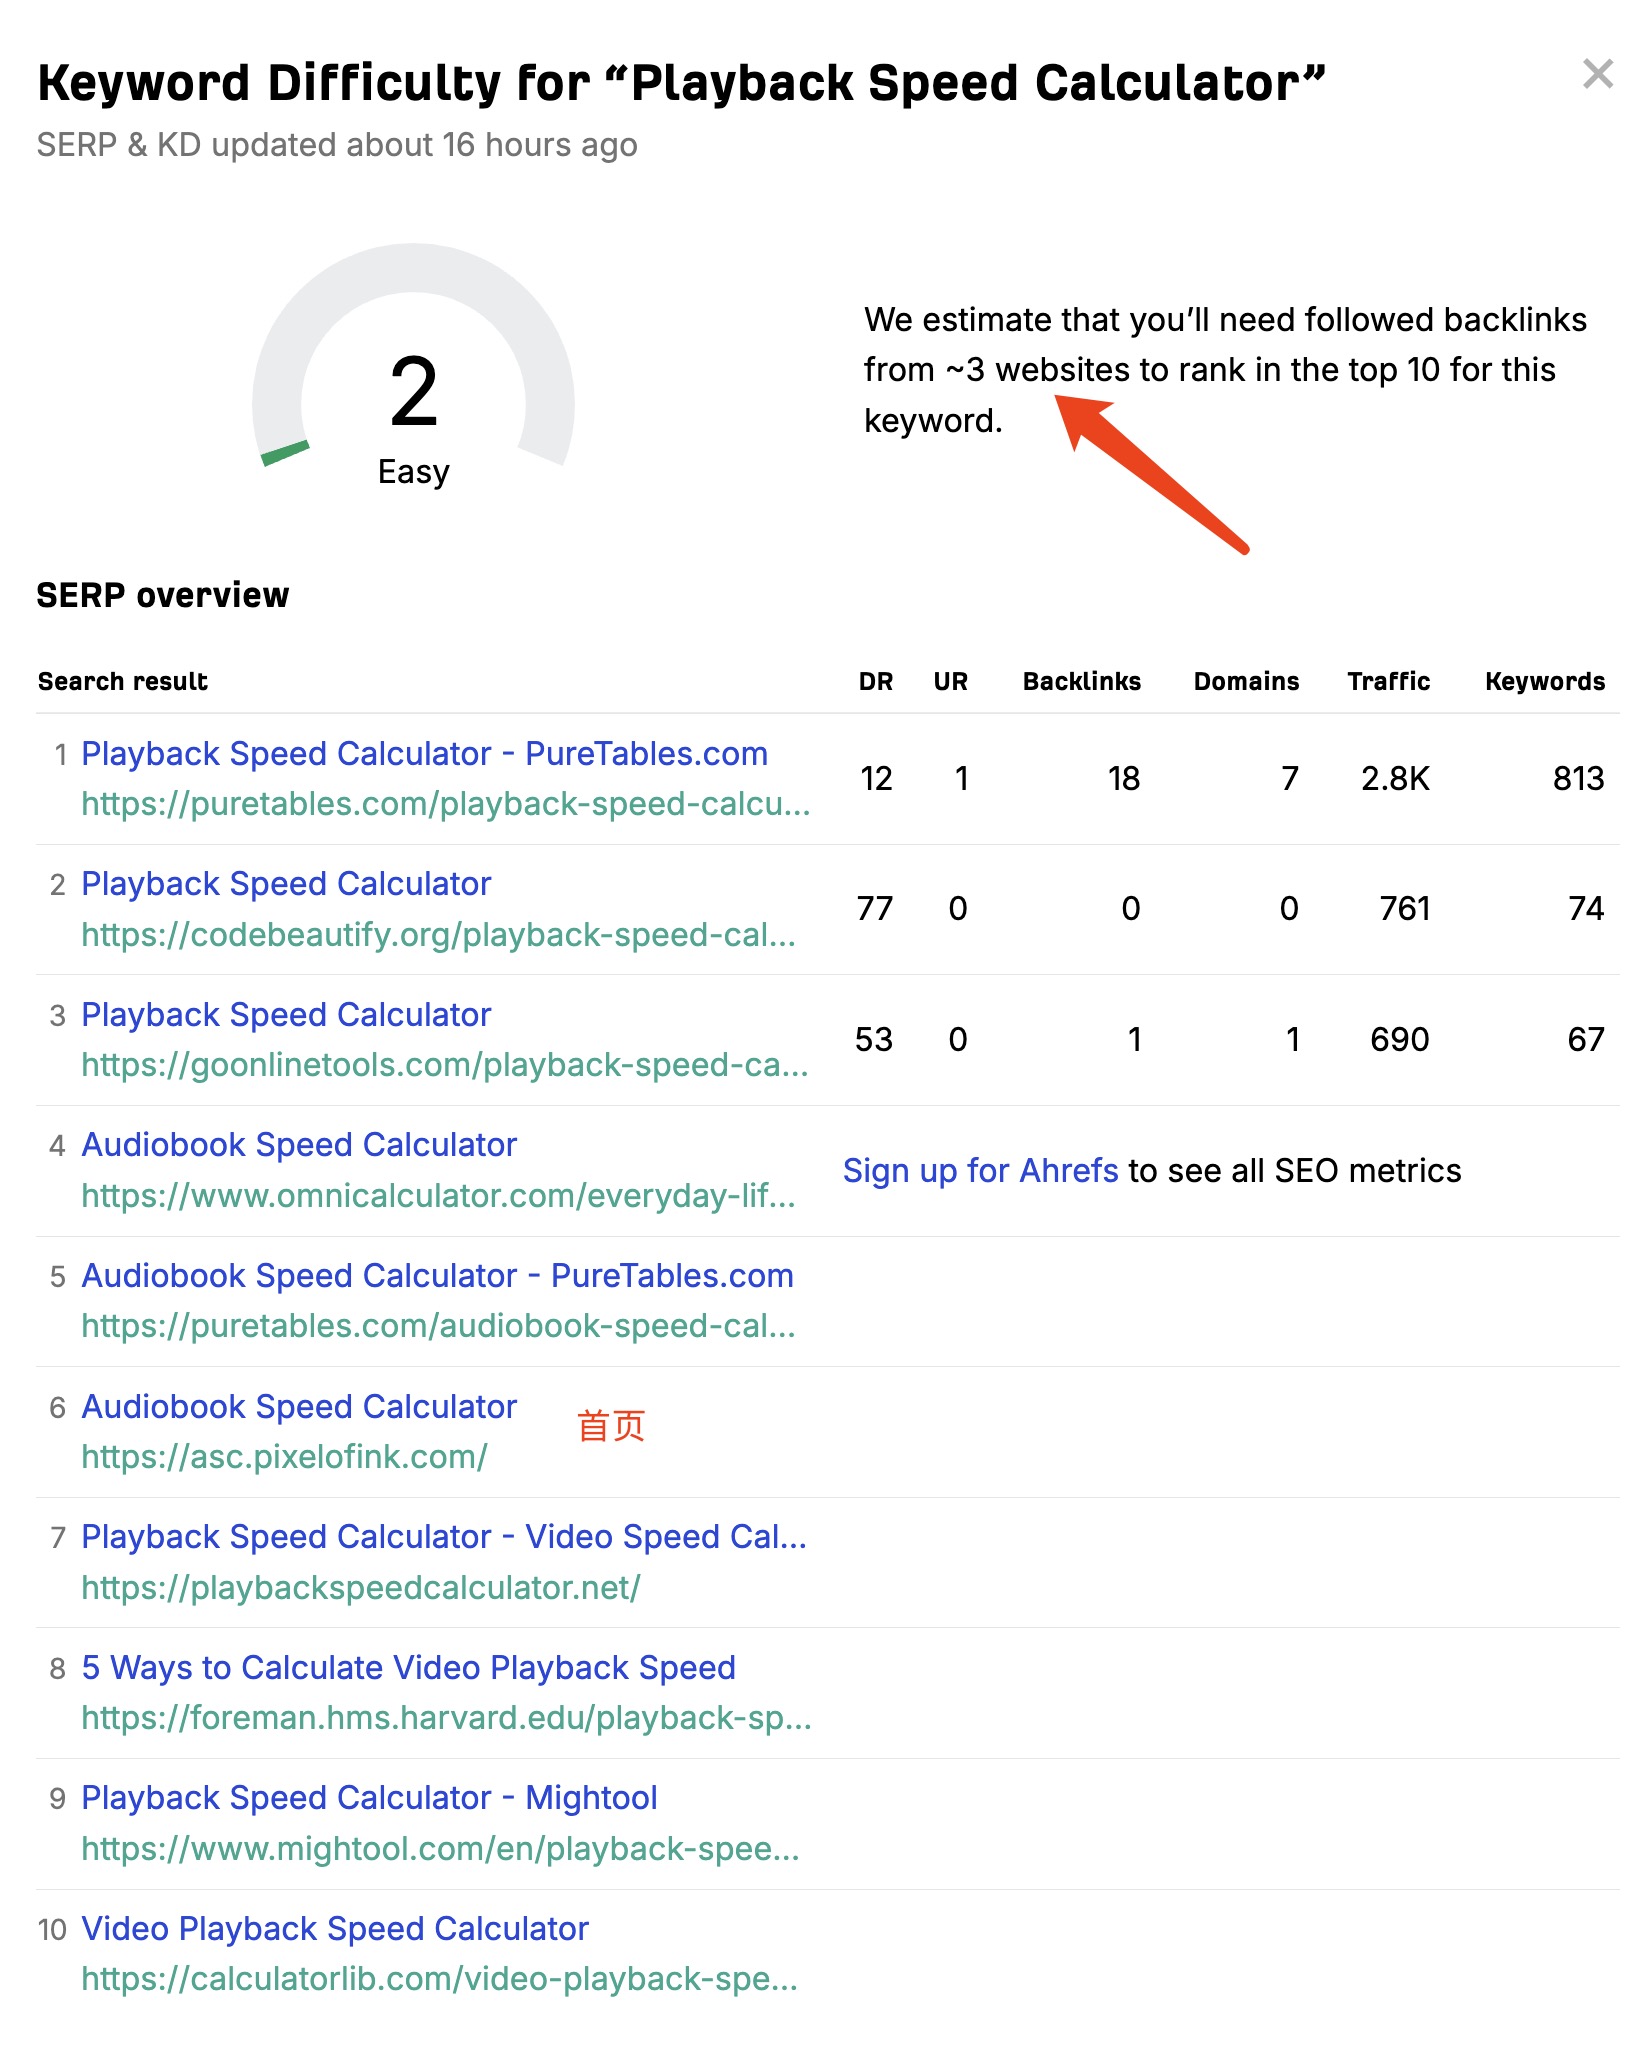 Keyword Difficulty for “Playback Speed Calculator”
SERP & KD updated about 16 hours ago
2
Easy
We estimate that you’ll need followed backlinks
from ~3 websites to rank in the top 10 for this
keyword.
SERP overview
Search result DR UR Backlinks Domains Traffic Keywords
1 Playback Speed Calculator - PureTables.com
https://puretables.com/playback-speed-calcu...
12 1 18 7 2.8K 813
2 Playback Speed Calculator
https://codebeautify.org/playback-speed-cal...
77 0 0 0 761 74
3 Playback Speed Calculator
https://goonlinetools.com/playback-speed-ca...
53 0 1 1 690 67
4 Audiobook Speed Calculator
https://www.omnicalculator.com/everyday-lif...
Sign up for Ahrefs to see all SEO metrics
5 Audiobook Speed Calculator - PureTables.com
https://puretables.com/audiobook-speed-cal...
6 Audiobook Speed Calculator
首页
https://asc.pixelofink.com/
7 Playback Speed Calculator - Video Speed Cal...
https://playbackspeedcalculator.net/
8 5 Ways to Calculate Video Playback Speed
https://foreman.hms.harvard.edu/playback-sp...
9 Playback Speed Calculator - Mightool
https://www.mightool.com/en/playback-spee...
10 Video Playback Speed Calculator
https://calculatorlib.com/video-playback-spe...